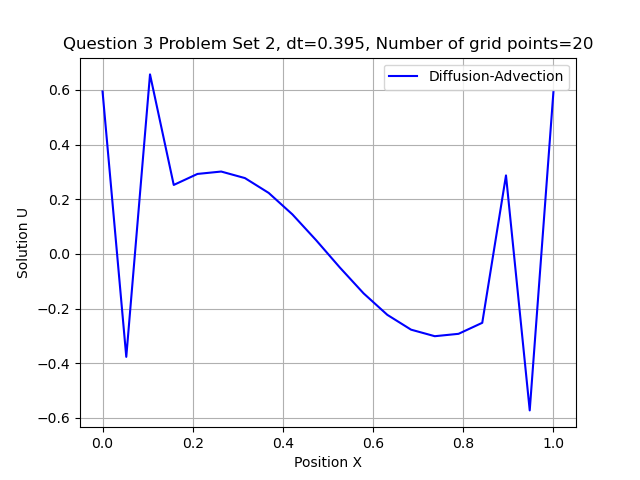 Question 3 Problem Set 2, dt=0.395, Number of grid points=20
Diffusion-Advection
0.6
0.4
0.2
0.0
−0.2
−0.4
−0.6
Solution U
0.0 0.2 0.4 0.6 0.8 1.0
Position X